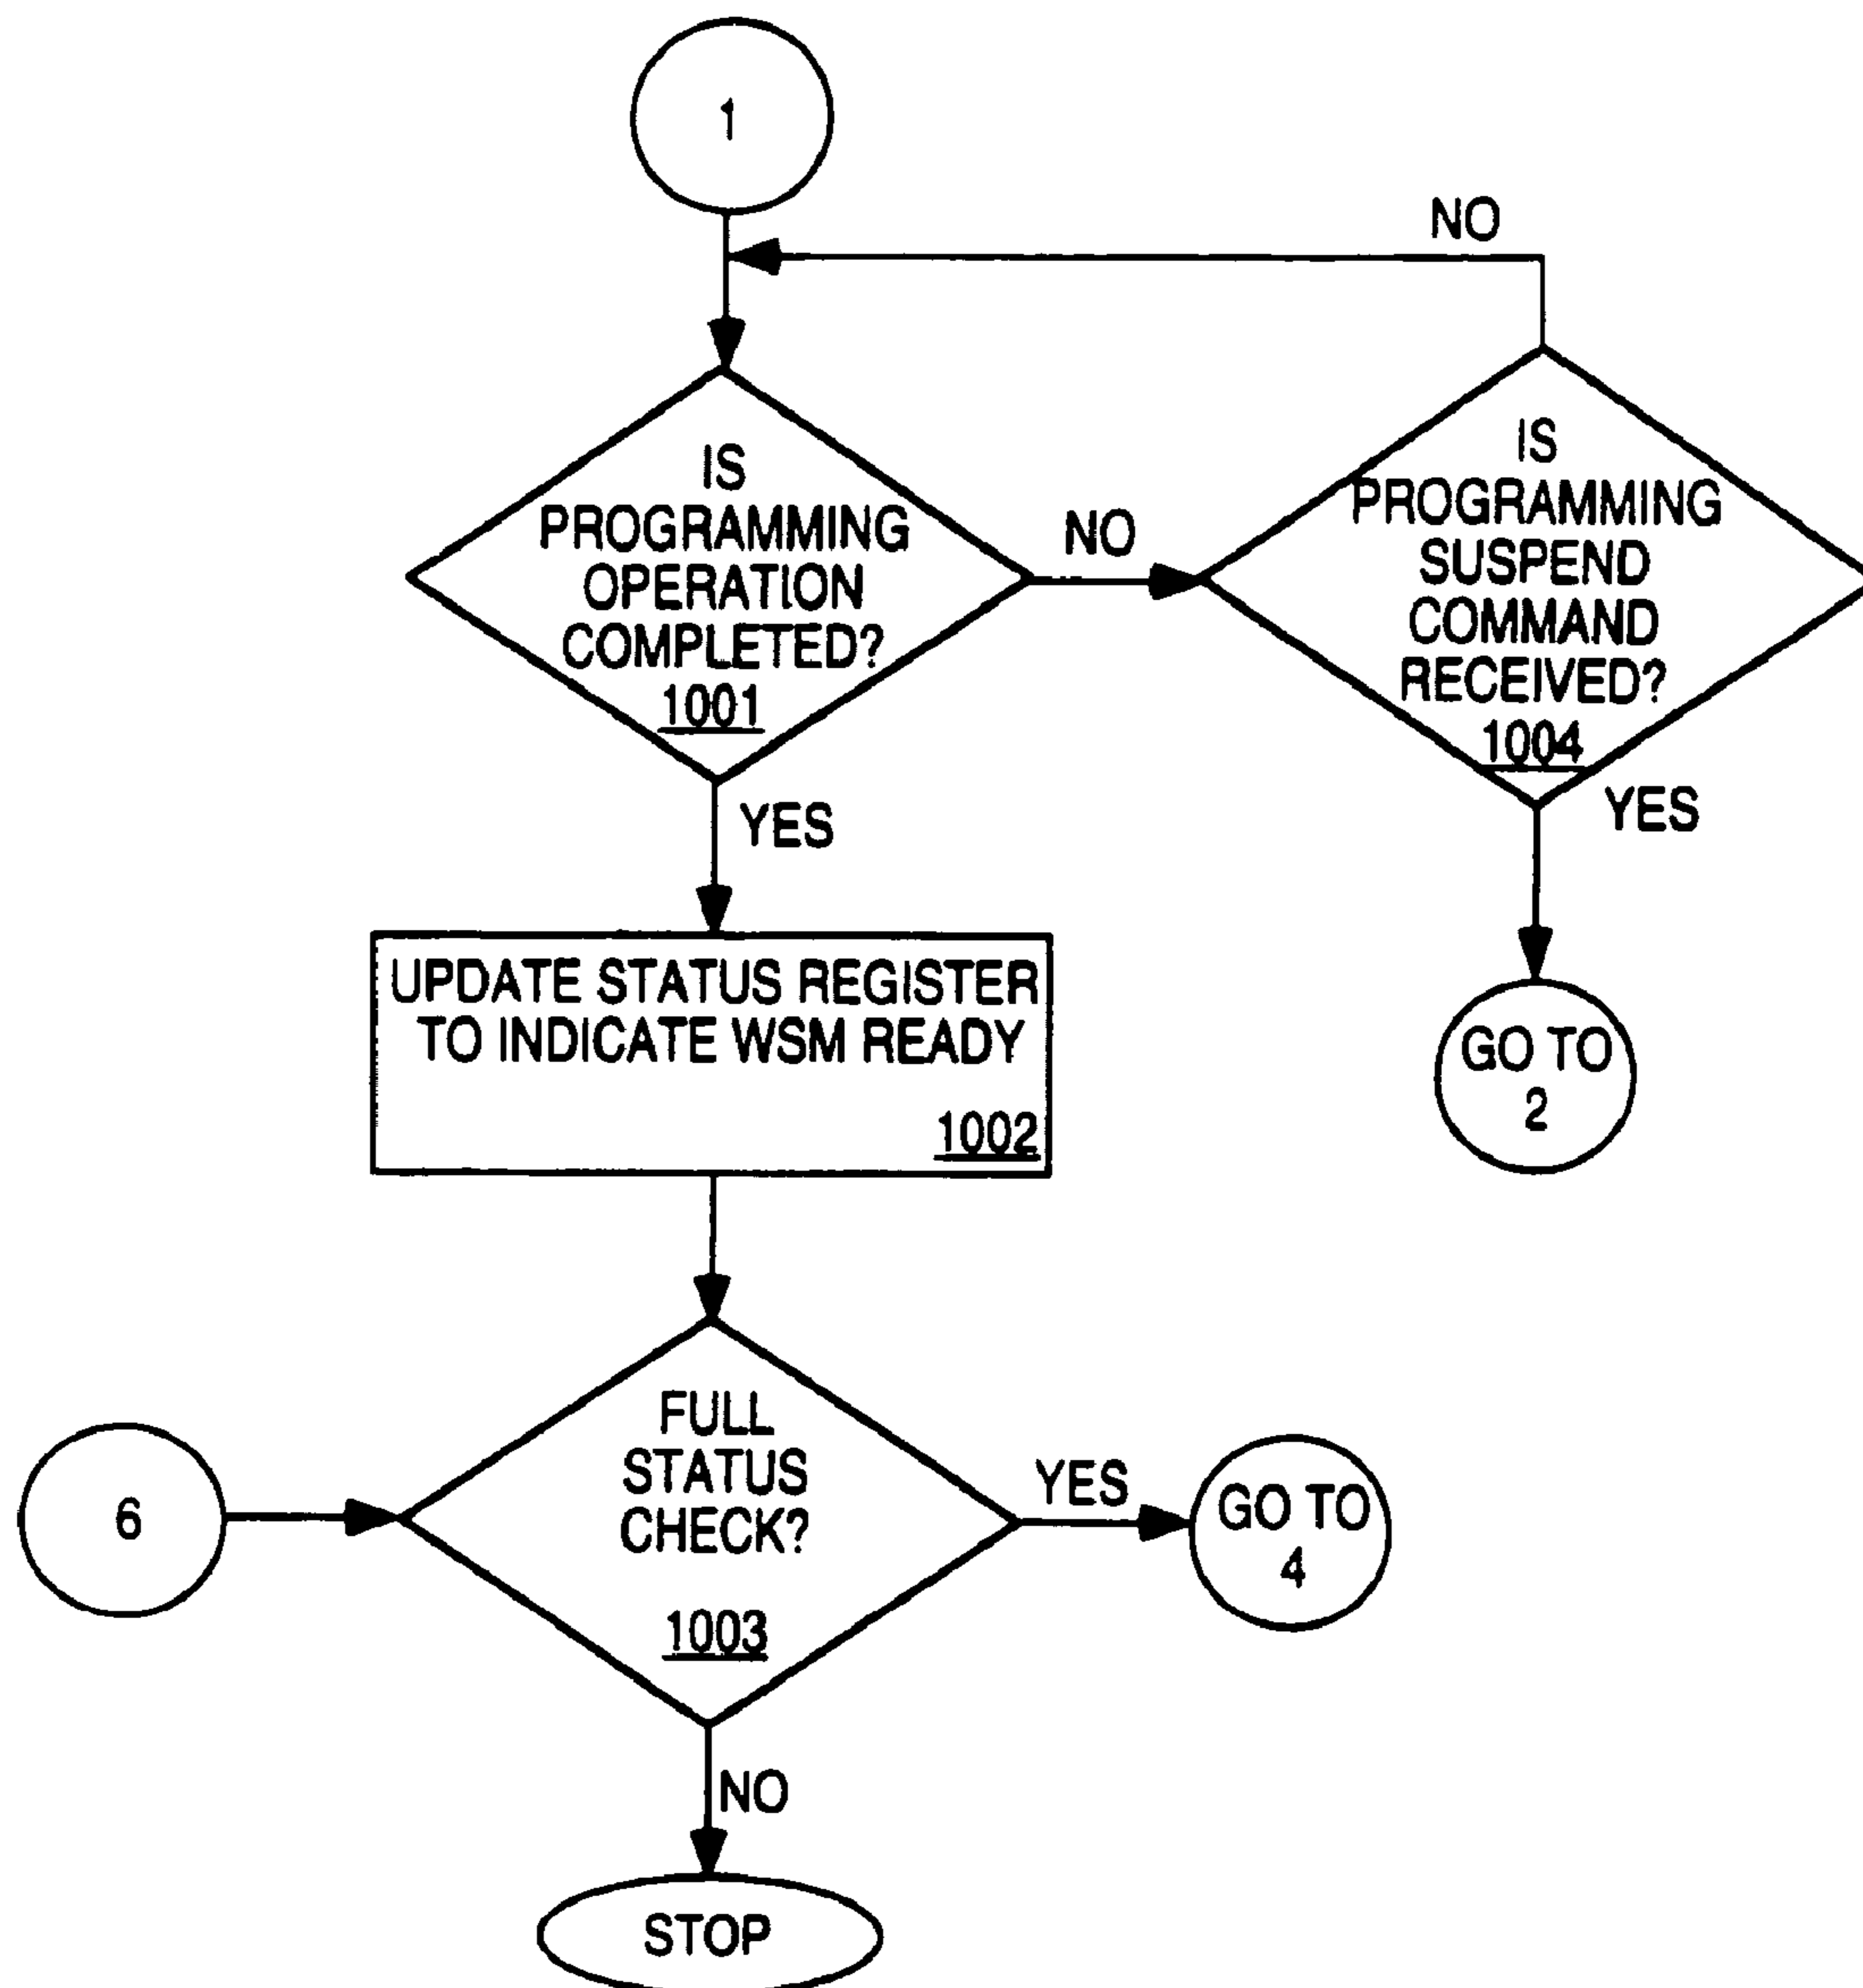 1
NO
IS
PROGRAMMING
OPERATION
COMPLETED?
1001
NO
IS
PROGRAMMING
SUSPEND
COMMAND
RECEIVED?
1004
YES
YES
UPDATE STATUS REGISTER
TO INDICATE WSM READY
1002
GO TO
2
6
FULL
STATUS
CHECK?
1003
YES
GO TO
4
NO
STOP